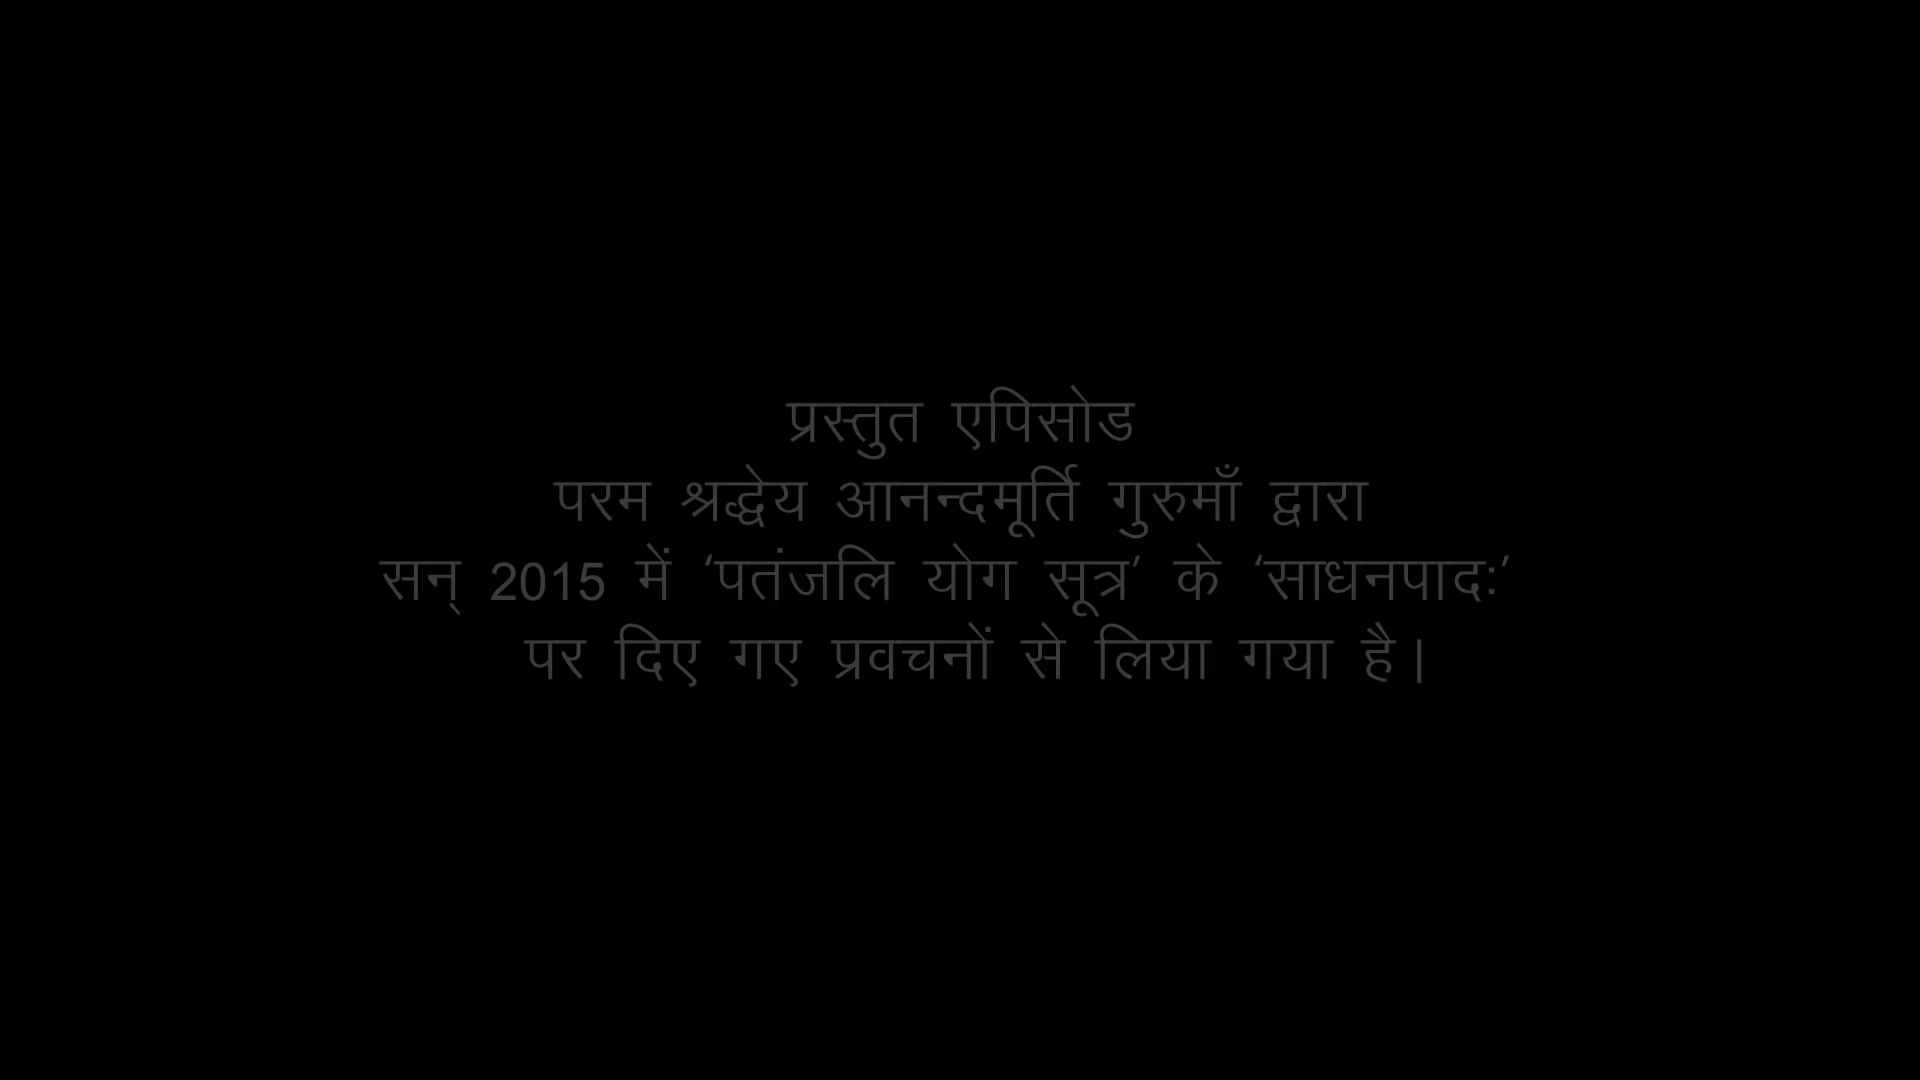 प्रस्तुत एपिसोड
परम श्रद्धेय आनन्दमूर्ति गुरुमाँ द्वारा
सन् 2015 में ‘पतंजलि योग सूत्र’ के ‘साधनपादः’
पर दिए गए प्रवचनों से लिया गया है।